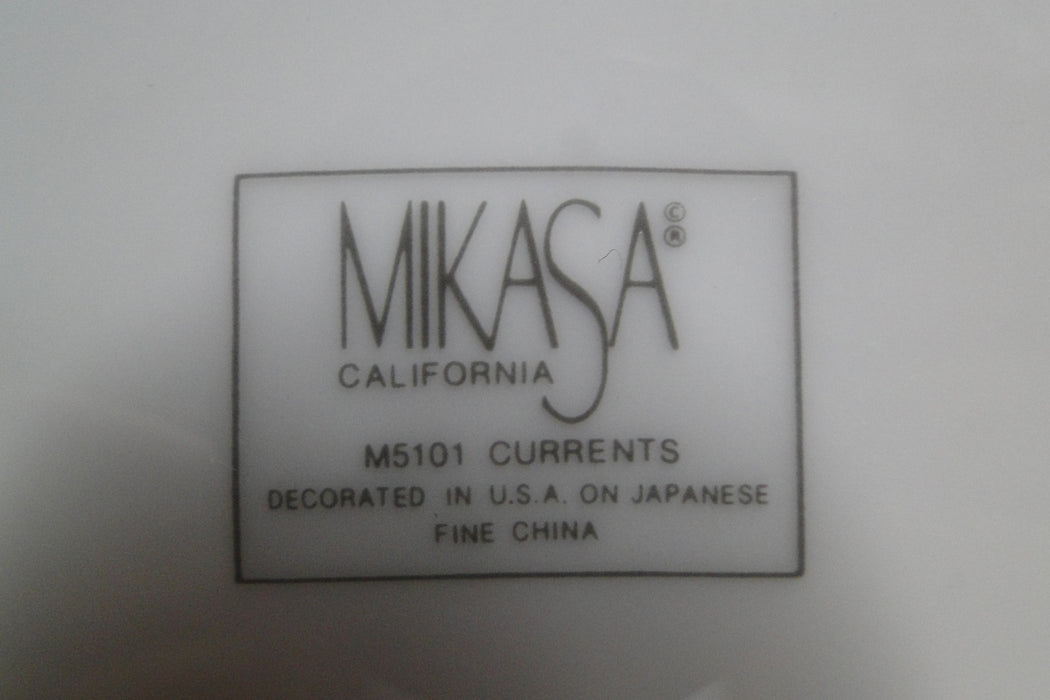 MIKASA©®
CALIFORNIA
M5101 CURRENTS
DECORATED IN U.S.A. ON JAPANESE
FINE CHINA